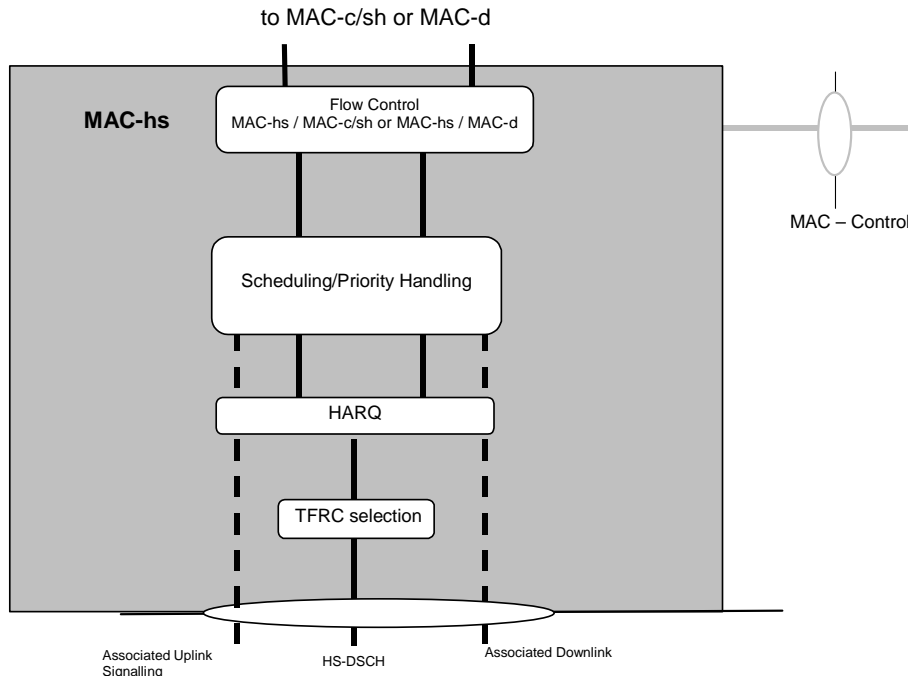 to MAC-c/sh or MAC-d
MAC-hs
Flow Control
MAC-hs / MAC-c/sh or MAC-hs / MAC-d
MAC – Control
Scheduling/Priority Handling
HARQ
TFRC selection
Associated Uplink
Signalling
HS-DSCH
Associated Downlink